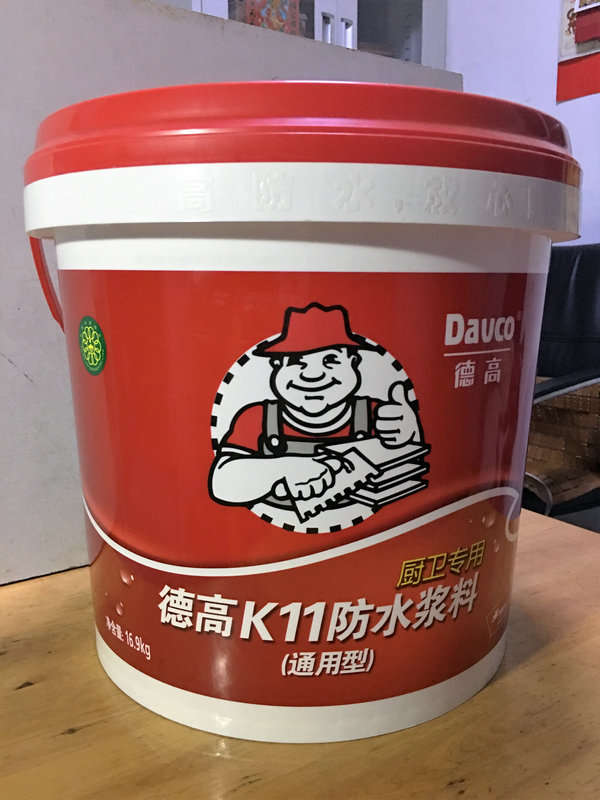 高防水,放心
Davco®
德高
厨卫专用
德高K11防水浆料
(通用型)
净含量:16.9kg